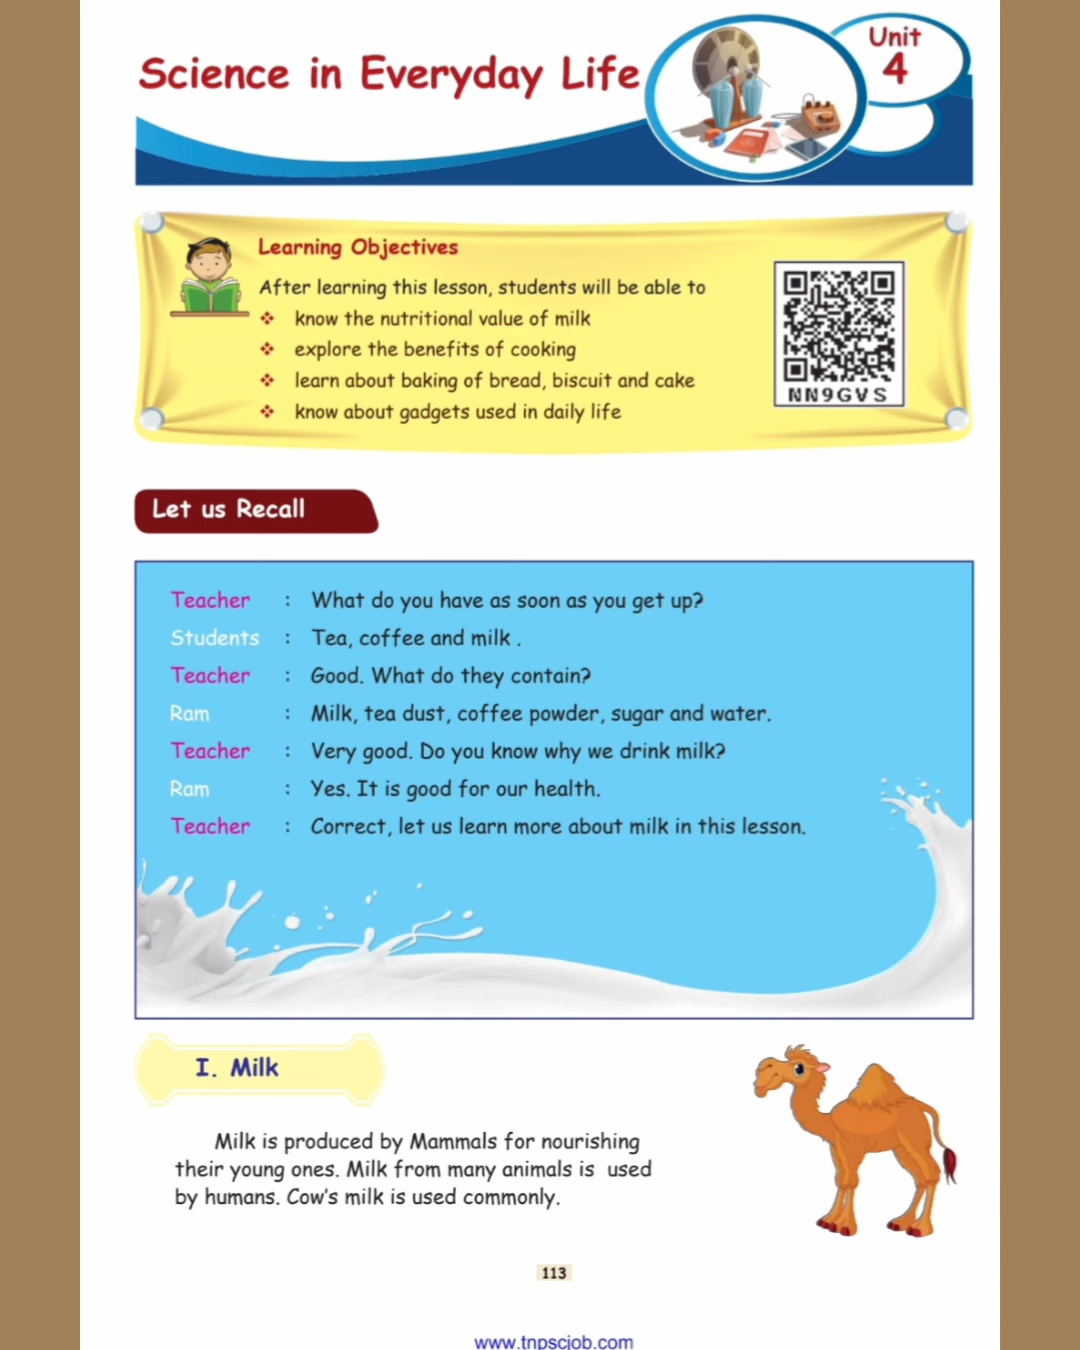 Science in Everyday Life
Unit
4
Learning Objectives
After learning this lesson, students will be able to
❖ know the nutritional value of milk
❖ explore the benefits of cooking
❖ learn about baking of bread, biscuit and cake
❖ know about gadgets used in daily life
NN9GVS
Let us Recall
Teacher : What do you have as soon as you get up?
Students : Tea, coffee and milk .
Teacher : Good. What do they contain?
Ram : Milk, tea dust, coffee powder, sugar and water.
Teacher : Very good. Do you know why we drink milk?
Ram : Yes. It is good for our health.
Teacher : Correct, let us learn more about milk in this lesson.
I. Milk
Milk is produced by Mammals for nourishing
their young ones. Milk from many animals is used
by humans. Cow's milk is used commonly.
113
www.tnpscjob.com